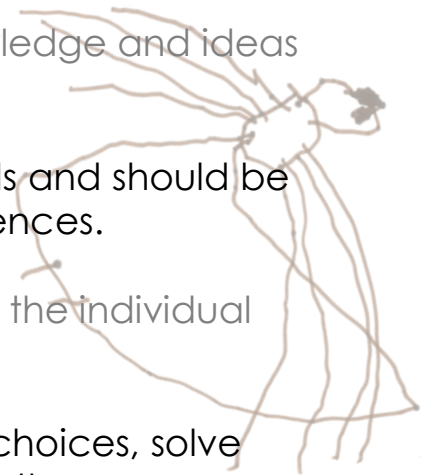 ledge and ideas
ls and should be
ences.
the individual
choices, solve